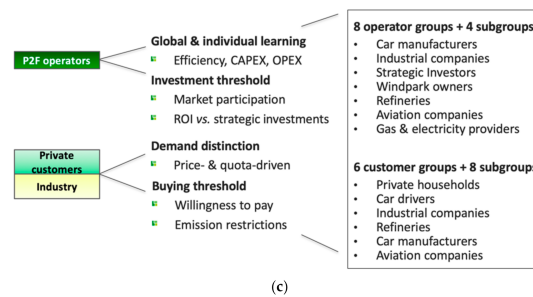 P2F operators
Global & individual learning
Efficiency, CAPEX, OPEX
Investment threshold
Market participation
ROI vs. strategic investments
Private
customers
Industry
Demand distinction
Price- & quota-driven
Buying threshold
Willingness to pay
Emission restrictions
8 operator groups + 4 subgroups
• Car manufacturers
• Industrial companies
• Strategic Investors
• Windpark owners
• Refineries
• Aviation companies
• Gas & electricity providers
6 customer groups + 8 subgroups
• Private households
• Car drivers
• Industrial companies
• Refineries
• Car manufacturers
• Aviation companies
(c)